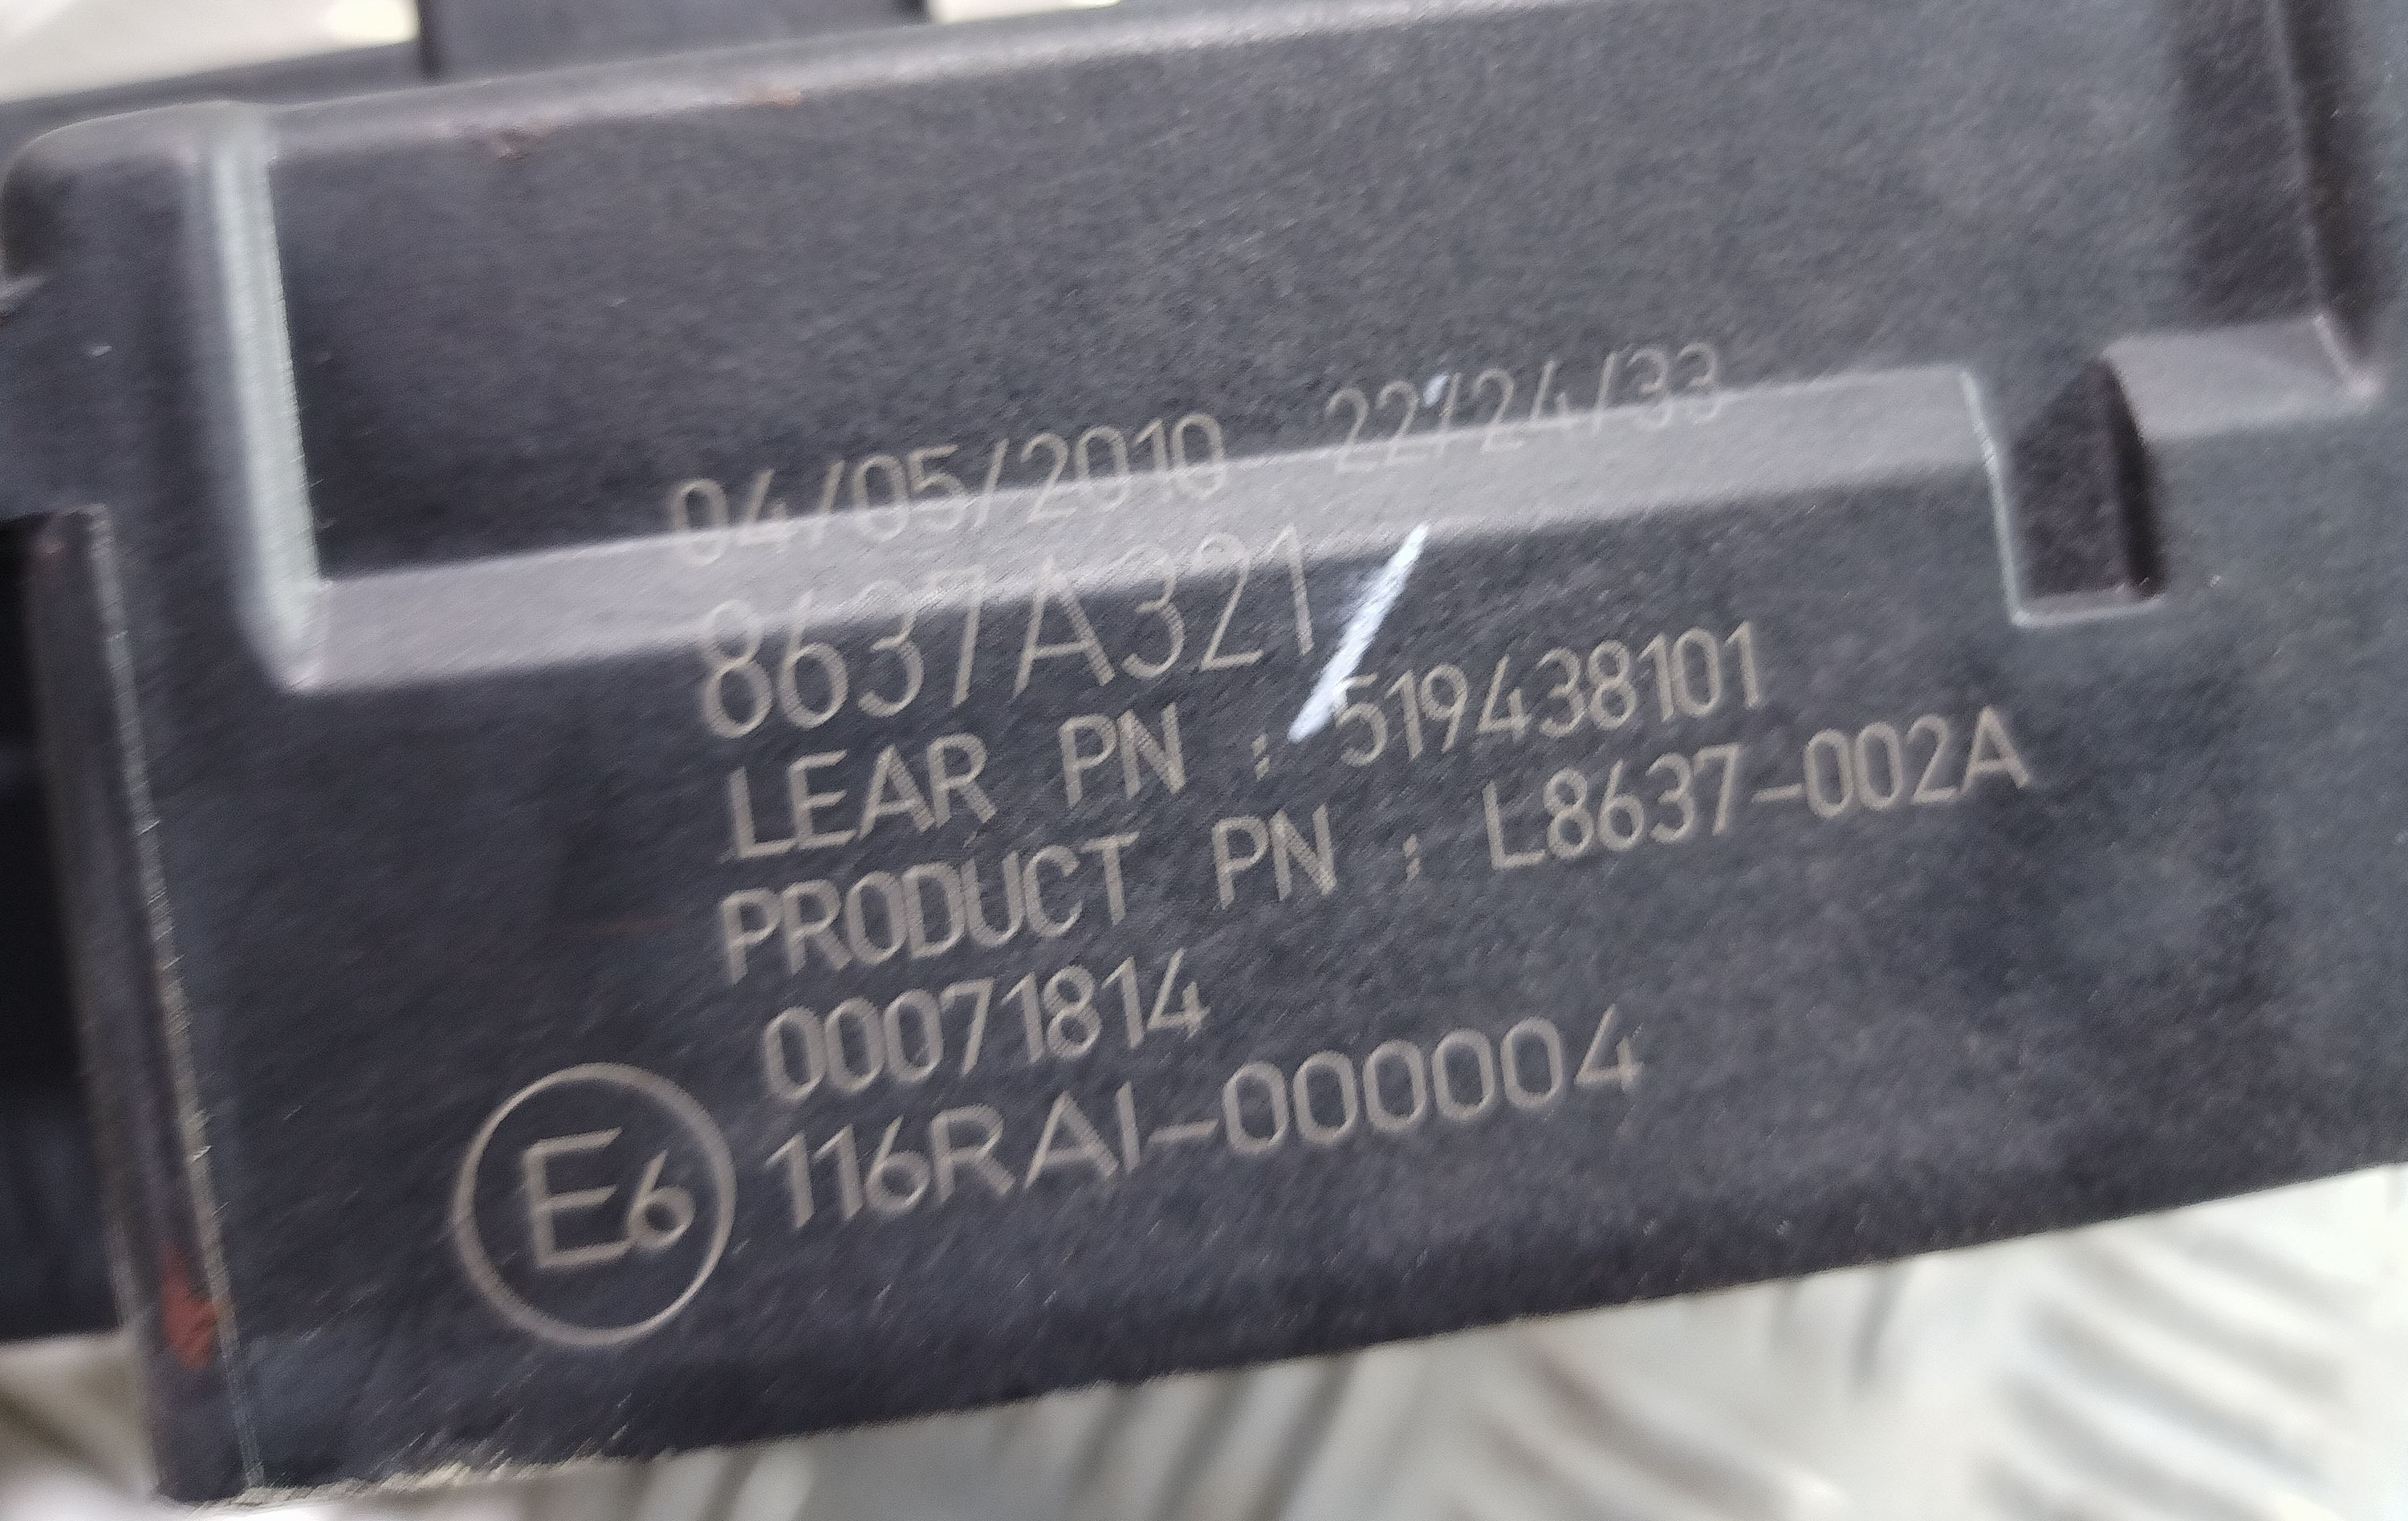 04/05/2010 22/24/33
8637A321
LEAR PN : 519438101
PRODUCT PN : L8637-002A
00071814
E6 116RAI-000004